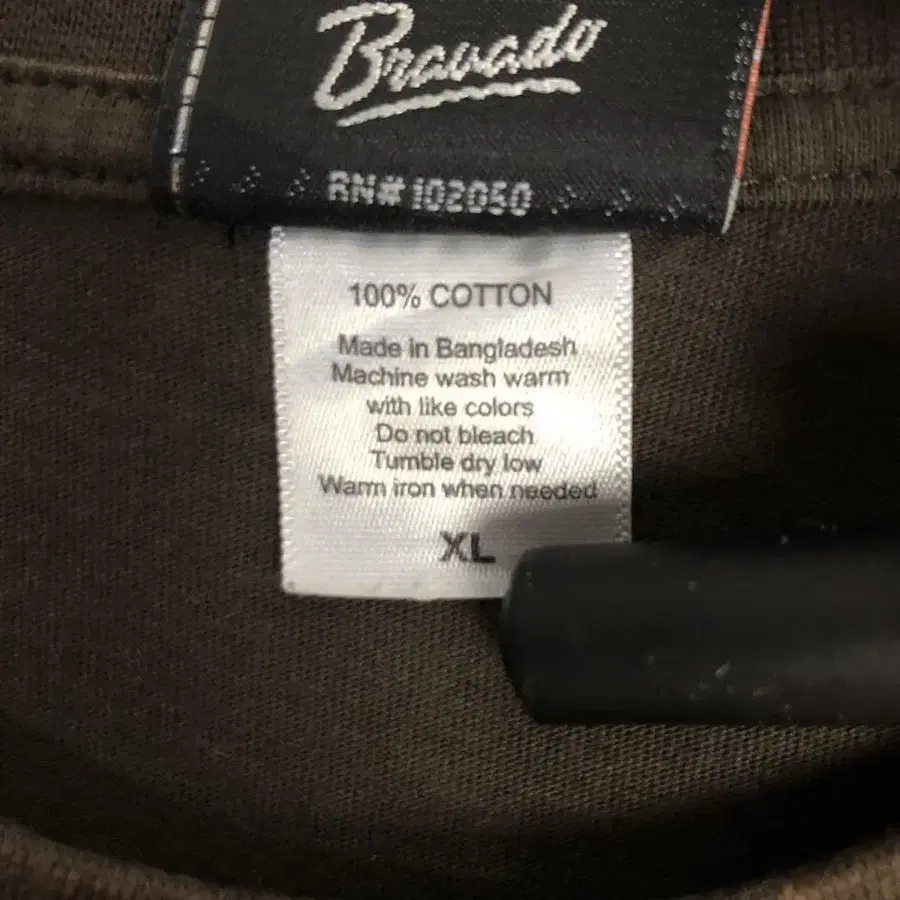 Bravado
RN# 102050
100% COTTON
Made in Bangladesh
Machine wash warm
with like colors
Do not bleach
Tumble dry low
Warm iron when needed
XL